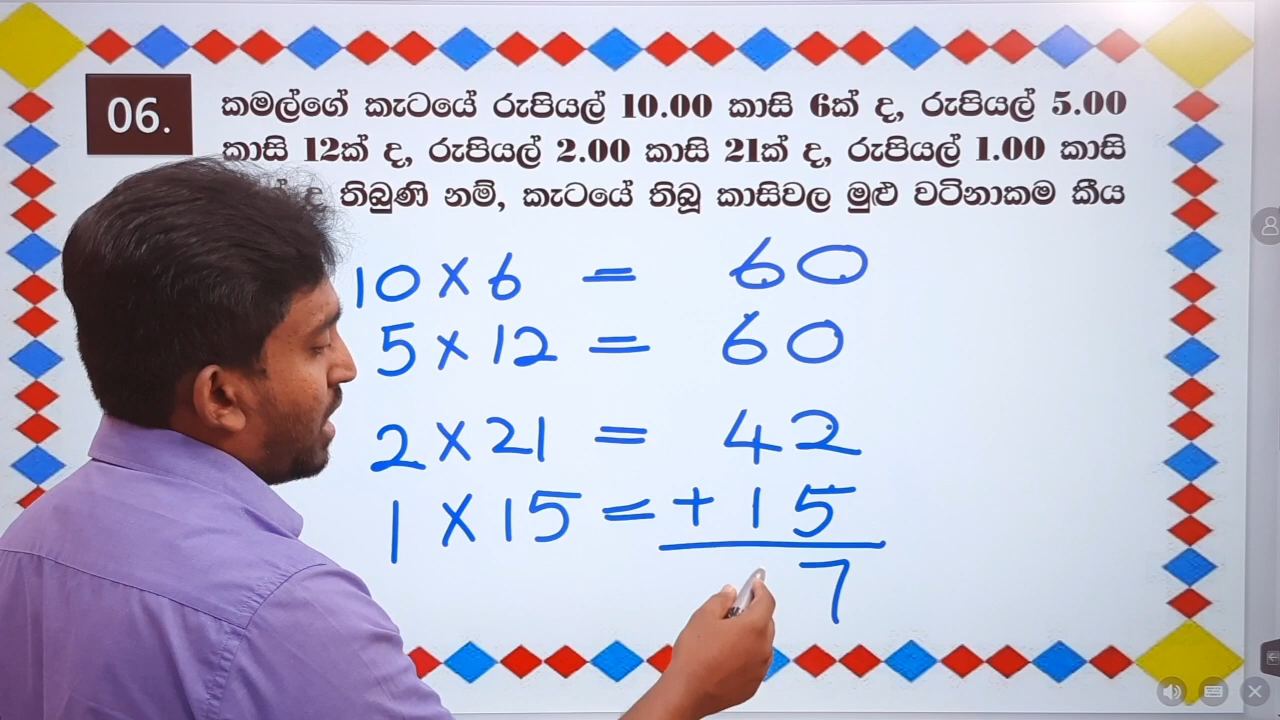 06.
කමල්ගේ කැටයේ රුපියල් 10.00 කාසි 6ක් ද, රුපියල් 5.00
කාසි 12ක් ද, රුපියල් 2.00 කාසි 21ක් ද, රුපියල් 1.00 කාසි
ද තිබුණි නම්, කැටයේ තිබූ කාසිවල මුළු වටිනාකම කීය
10 × 6 = 60
5 × 12 = 60
2 × 21 = 42
1 × 15 = + 15
7